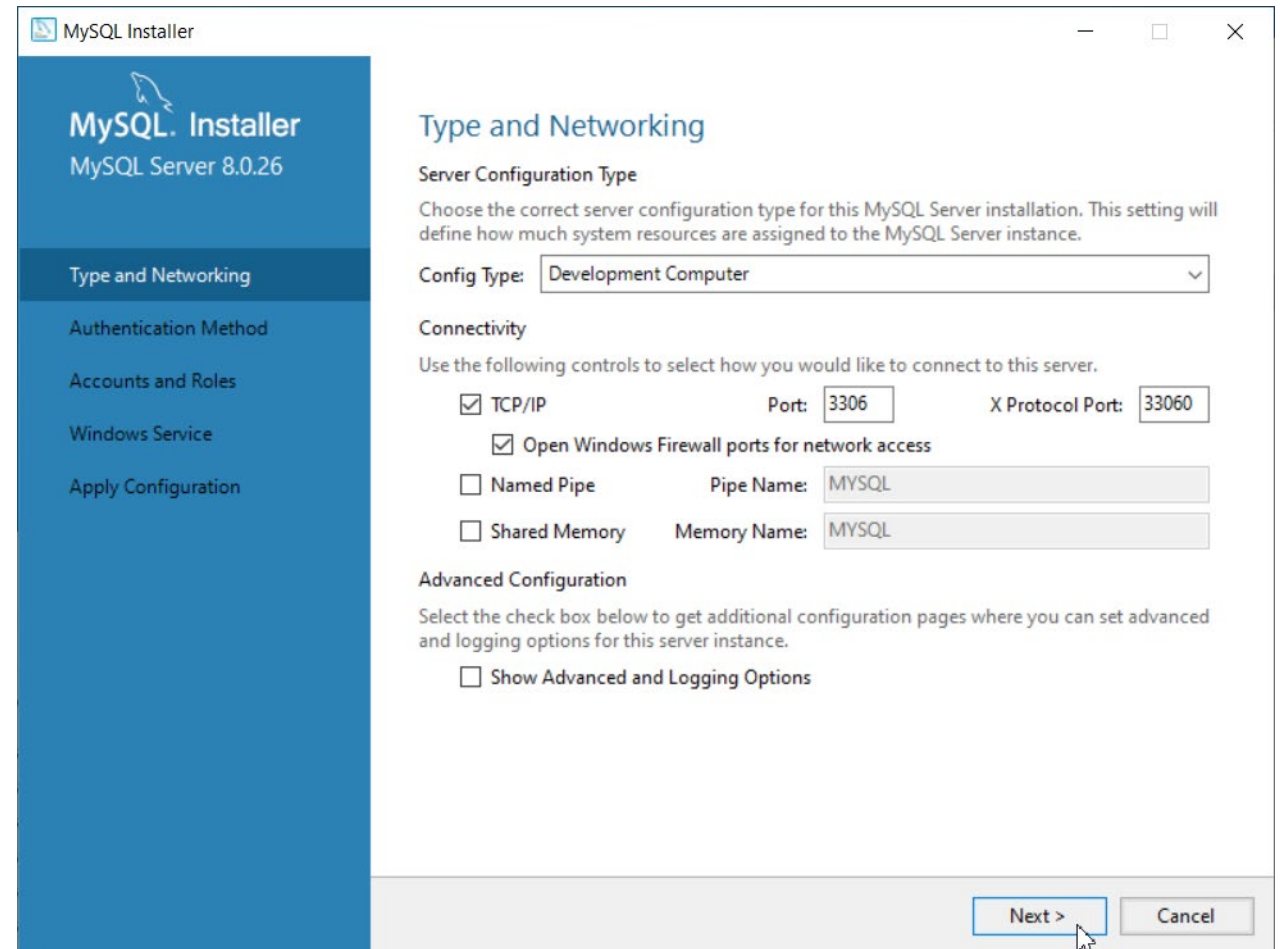 MySQL Installer
MySQL. Installer
MySQL Server 8.0.26
Type and Networking
Authentication Method
Accounts and Roles
Windows Service
Apply Configuration
Type and Networking
Server Configuration Type
Choose the correct server configuration type for this MySQL Server installation. This setting will
define how much system resources are assigned to the MySQL Server instance.
Config Type: Development Computer
Connectivity
Use the following controls to select how you would like to connect to this server.
TCP/IP Port: 3306 X Protocol Port: 33060
Open Windows Firewall ports for network access
Named Pipe Pipe Name: MYSQL
Shared Memory Memory Name: MYSQL
Advanced Configuration
Select the check box below to get additional configuration pages where you can set advanced
and logging options for this server instance.
Show Advanced and Logging Options
Next > Cancel